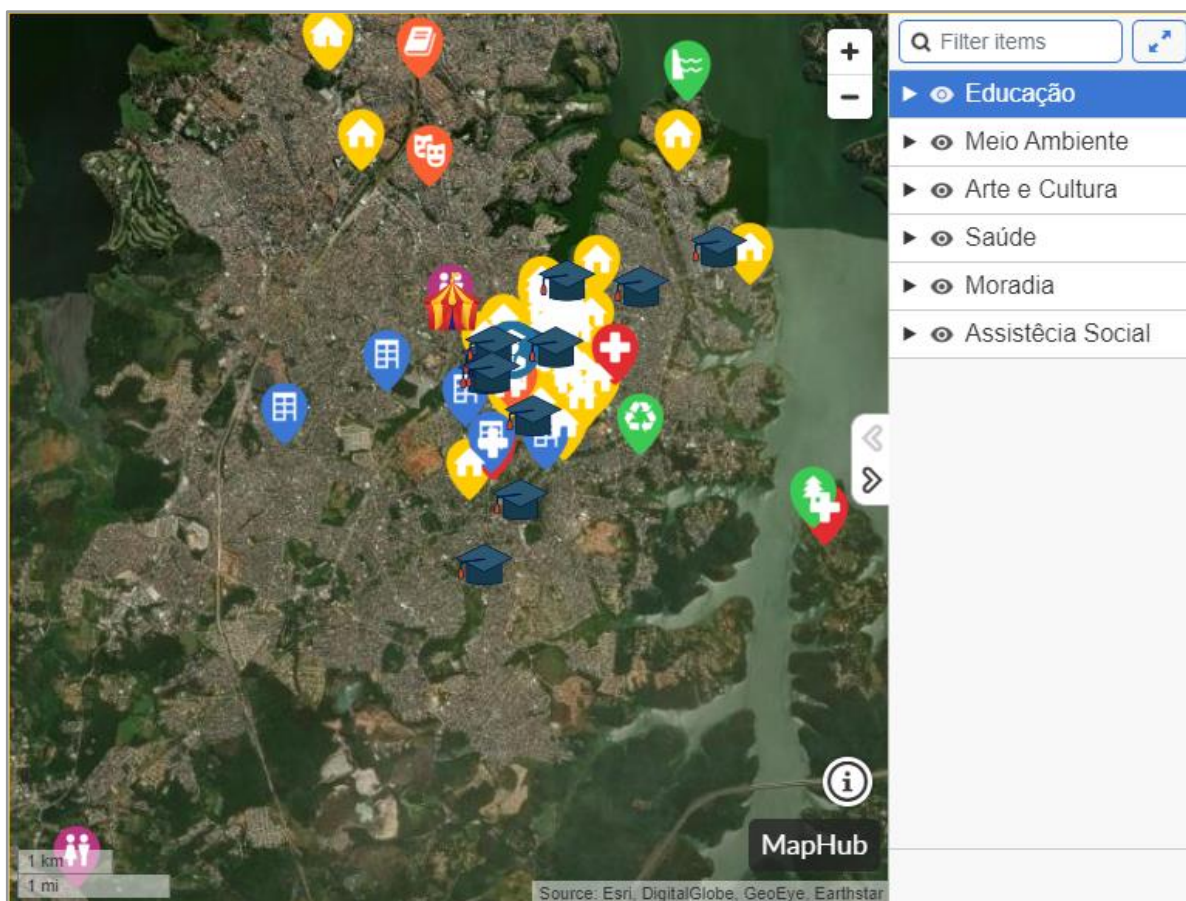 Filter items
Educação
Meio Ambiente
Arte e Cultura
Saúde
Moradia
Assistêcia Social
+
−
i
MapHub
1 km
1 mi
Source: Esri, DigitalGlobe, GeoEye, Earthstar